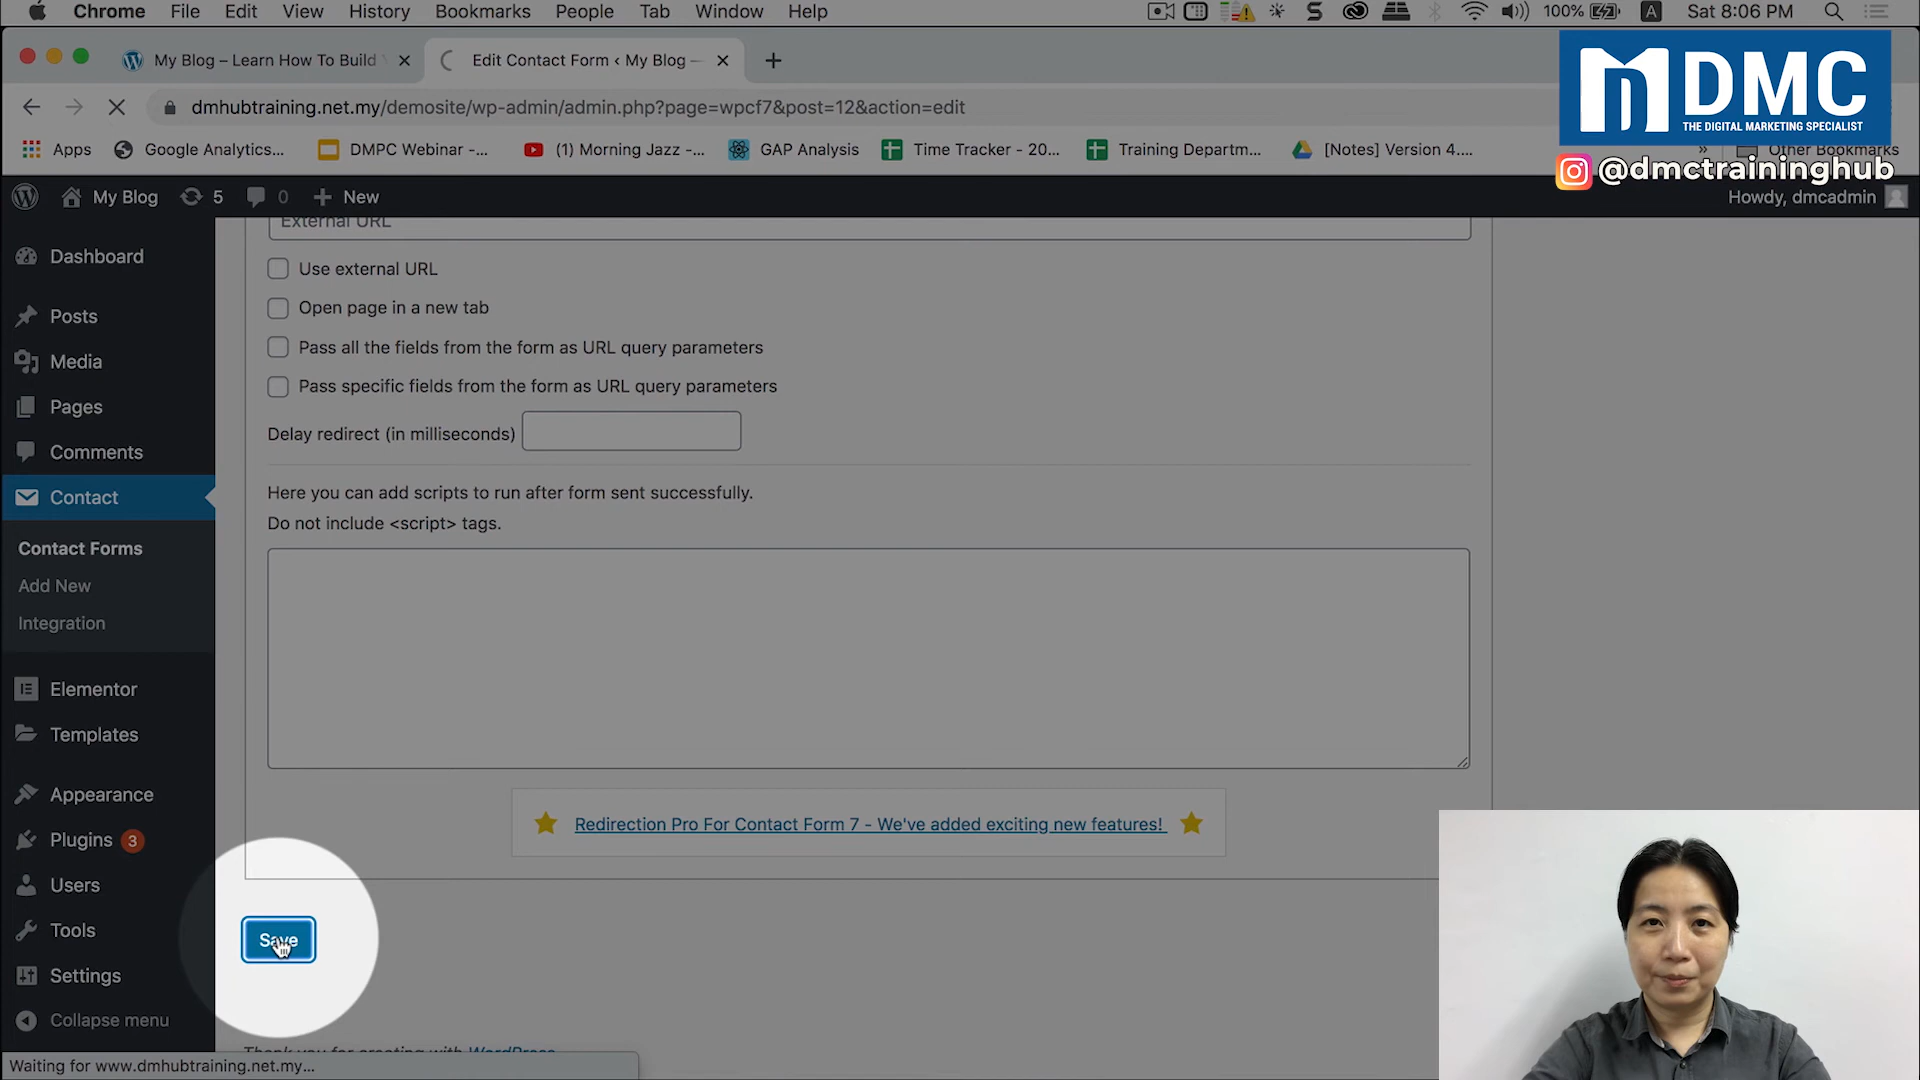 Chrome File Edit View History Bookmarks People Tab Window Help 100% A Sat 8:06 PM
My Blog – Learn How To Build
Edit Contact Form ‹ My Blog —
DMC
THE DIGITAL MARKETING SPECIALIST
dmhubtraining.net.my/demosite/wp-admin/admin.php?page=wpcf7&post=12&action=edit
Apps Google Analytics... DMPC Webinar -... (1) Morning Jazz -... GAP Analysis Time Tracker - 20... Training Departm... [Notes] Version 4.... » Other Bookmarks
@dmctraininghub
My Blog 5 0 New Howdy, dmcadmin
External URL
Dashboard
Use external URL
Open page in a new tab
Posts
Pass all the fields from the form as URL query parameters
Media
Pass specific fields from the form as URL query parameters
Pages
Delay redirect (in milliseconds)
Comments
Contact
Here you can add scripts to run after form sent successfully.
Do not include <script> tags.
Contact Forms
Add New
Integration
Elementor
Templates
Appearance
Redirection Pro For Contact Form 7 - We've added exciting new features!
Plugins 3
Users
Tools
Save
Settings
Collapse menu
Thank you for creating with WordPress
Waiting for www.dmhubtraining.net.my...